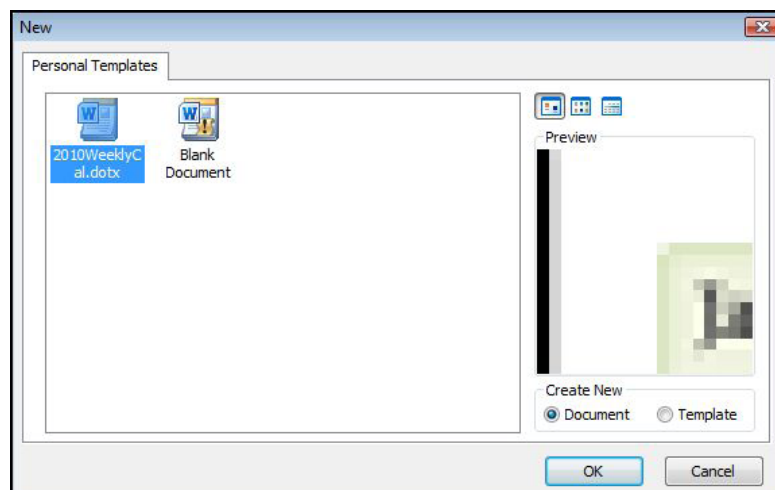 New
Personal Templates
2010WeeklyC
al.dotx
Blank
Document
Preview
Create New
Document
Template
OK
Cancel